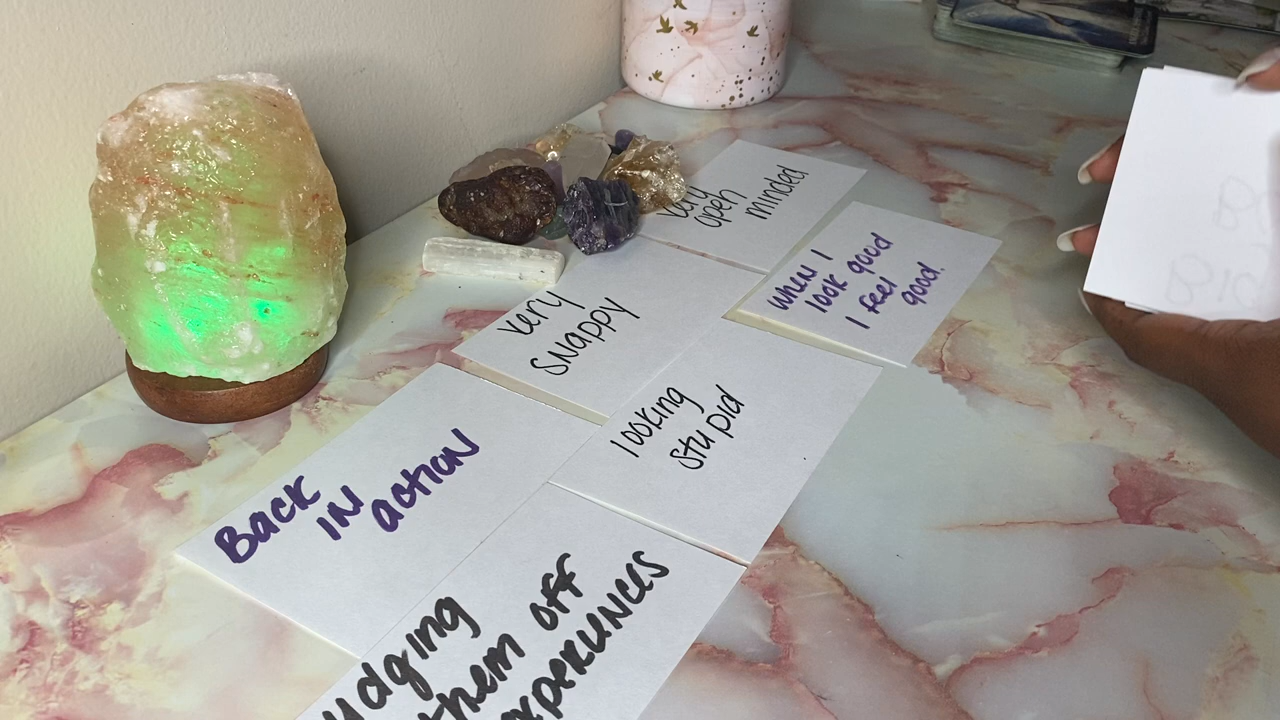 very
open
minded
when I
look good
I feel
good.
very
snappy
looking
stupid
Back
IN
action
them off